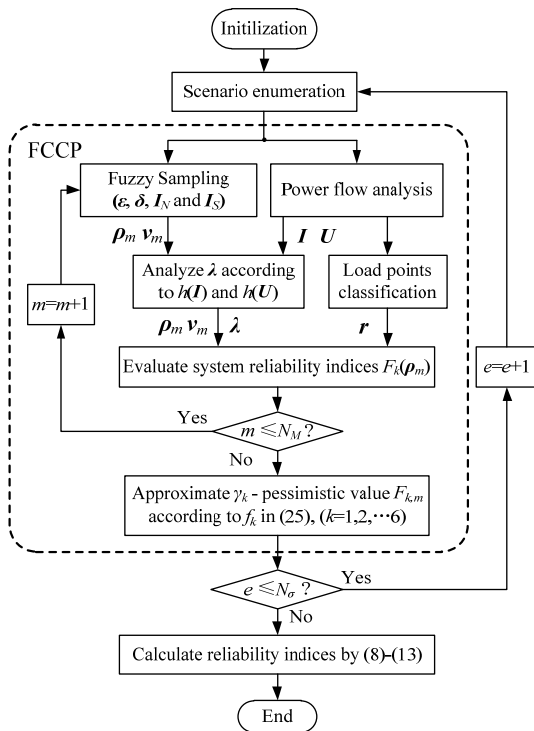 Initilization
Scenario enumeration
FCCP
Fuzzy Sampling
(ε, δ, I_N and I_S)
Power flow analysis
ρ_m ν_m
I U
Analyze λ according
to h(I) and h(U)
Load points
classification
m=m+1
ρ_m ν_m λ
r
Evaluate system reliability indices F_k(ρ_m)
e=e+1
Yes
m ≤N_M ?
No
Approximate γ_k - pessimistic value F_k,m
according to f_k in (25), (k=1,2,⋯6)
e ≤N_σ ?
Yes
No
Calculate reliability indices by (8)-(13)
End